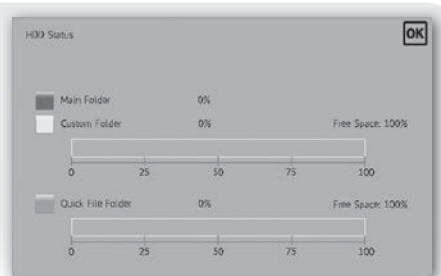 HDD Status
OK
Main Folder 0%
Custom Folder 0% Free Space: 100%
0 25 50 75 100
Quick File Folder 0% Free Space: 100%
0 25 50 75 100